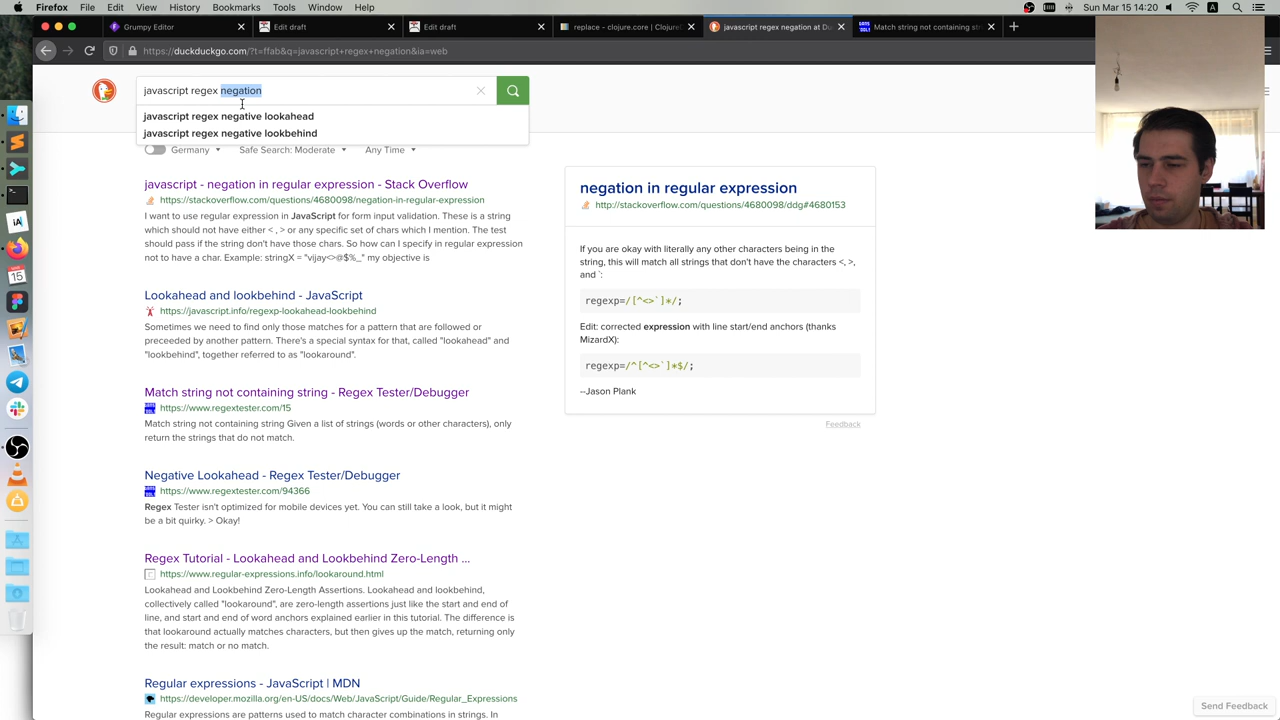 Firefox File Edit View History Bookmarks Tools Window Help
Sun Mar 15 14:20
Grumpy Editor
Edit draft
Edit draft
replace - clojure.core | ClojureD
javascript regex negation at Du
Match string not containing str
https://duckduckgo.com/?t=ffab&q=javascript+regex+negation&ia=web
javascript regex negation
javascript regex negative lookahead
javascript regex negative lookbehind
Germany Safe Search: Moderate Any Time
javascript - negation in regular expression - Stack Overflow
https://stackoverflow.com/questions/4680098/negation-in-regular-expression
I want to use regular expression in JavaScript for form input validation. These is a string
which should not have either < , > or any specific set of chars which I mention. The test
should pass if the string don't have those chars. So how can I specify in regular expression
not to have a char. Example: stringX = "vijay<>@$%_" my objective is
Lookahead and lookbehind - JavaScript
https://javascript.info/regexp-lookahead-lookbehind
Sometimes we need to find only those matches for a pattern that are followed or
preceeded by another pattern. There's a special syntax for that, called "lookahead" and
"lookbehind", together referred to as "lookaround".
Match string not containing string - Regex Tester/Debugger
https://www.regextester.com/15
Match string not containing string Given a list of strings (words or other characters), only
return the strings that do not match.
Negative Lookahead - Regex Tester/Debugger
https://www.regextester.com/94366
Regex Tester isn't optimized for mobile devices yet. You can still take a look, but it might
be a bit quirky. > Okay!
Regex Tutorial - Lookahead and Lookbehind Zero-Length ...
https://www.regular-expressions.info/lookaround.html
Lookahead and Lookbehind Zero-Length Assertions. Lookahead and lookbehind,
collectively called "lookaround", are zero-length assertions just like the start and end of
line, and start and end of word anchors explained earlier in this tutorial. The difference is
that lookaround actually matches characters, but then gives up the match, returning only
the result: match or no match.
Regular expressions - JavaScript | MDN
https://developer.mozilla.org/en-US/docs/Web/JavaScript/Guide/Regular_Expressions
Regular expressions are patterns used to match character combinations in strings. In
negation in regular expression
http://stackoverflow.com/questions/4680098/ddg#4680153
If you are okay with literally any other characters being in the
string, this will match all strings that don't have the characters <, >,
and `:
regexp=/[^<>`]*/;
Edit: corrected expression with line start/end anchors (thanks
MizardX):
regexp=/^[^<>`]*$/;
--Jason Plank
Feedback
Send Feedback